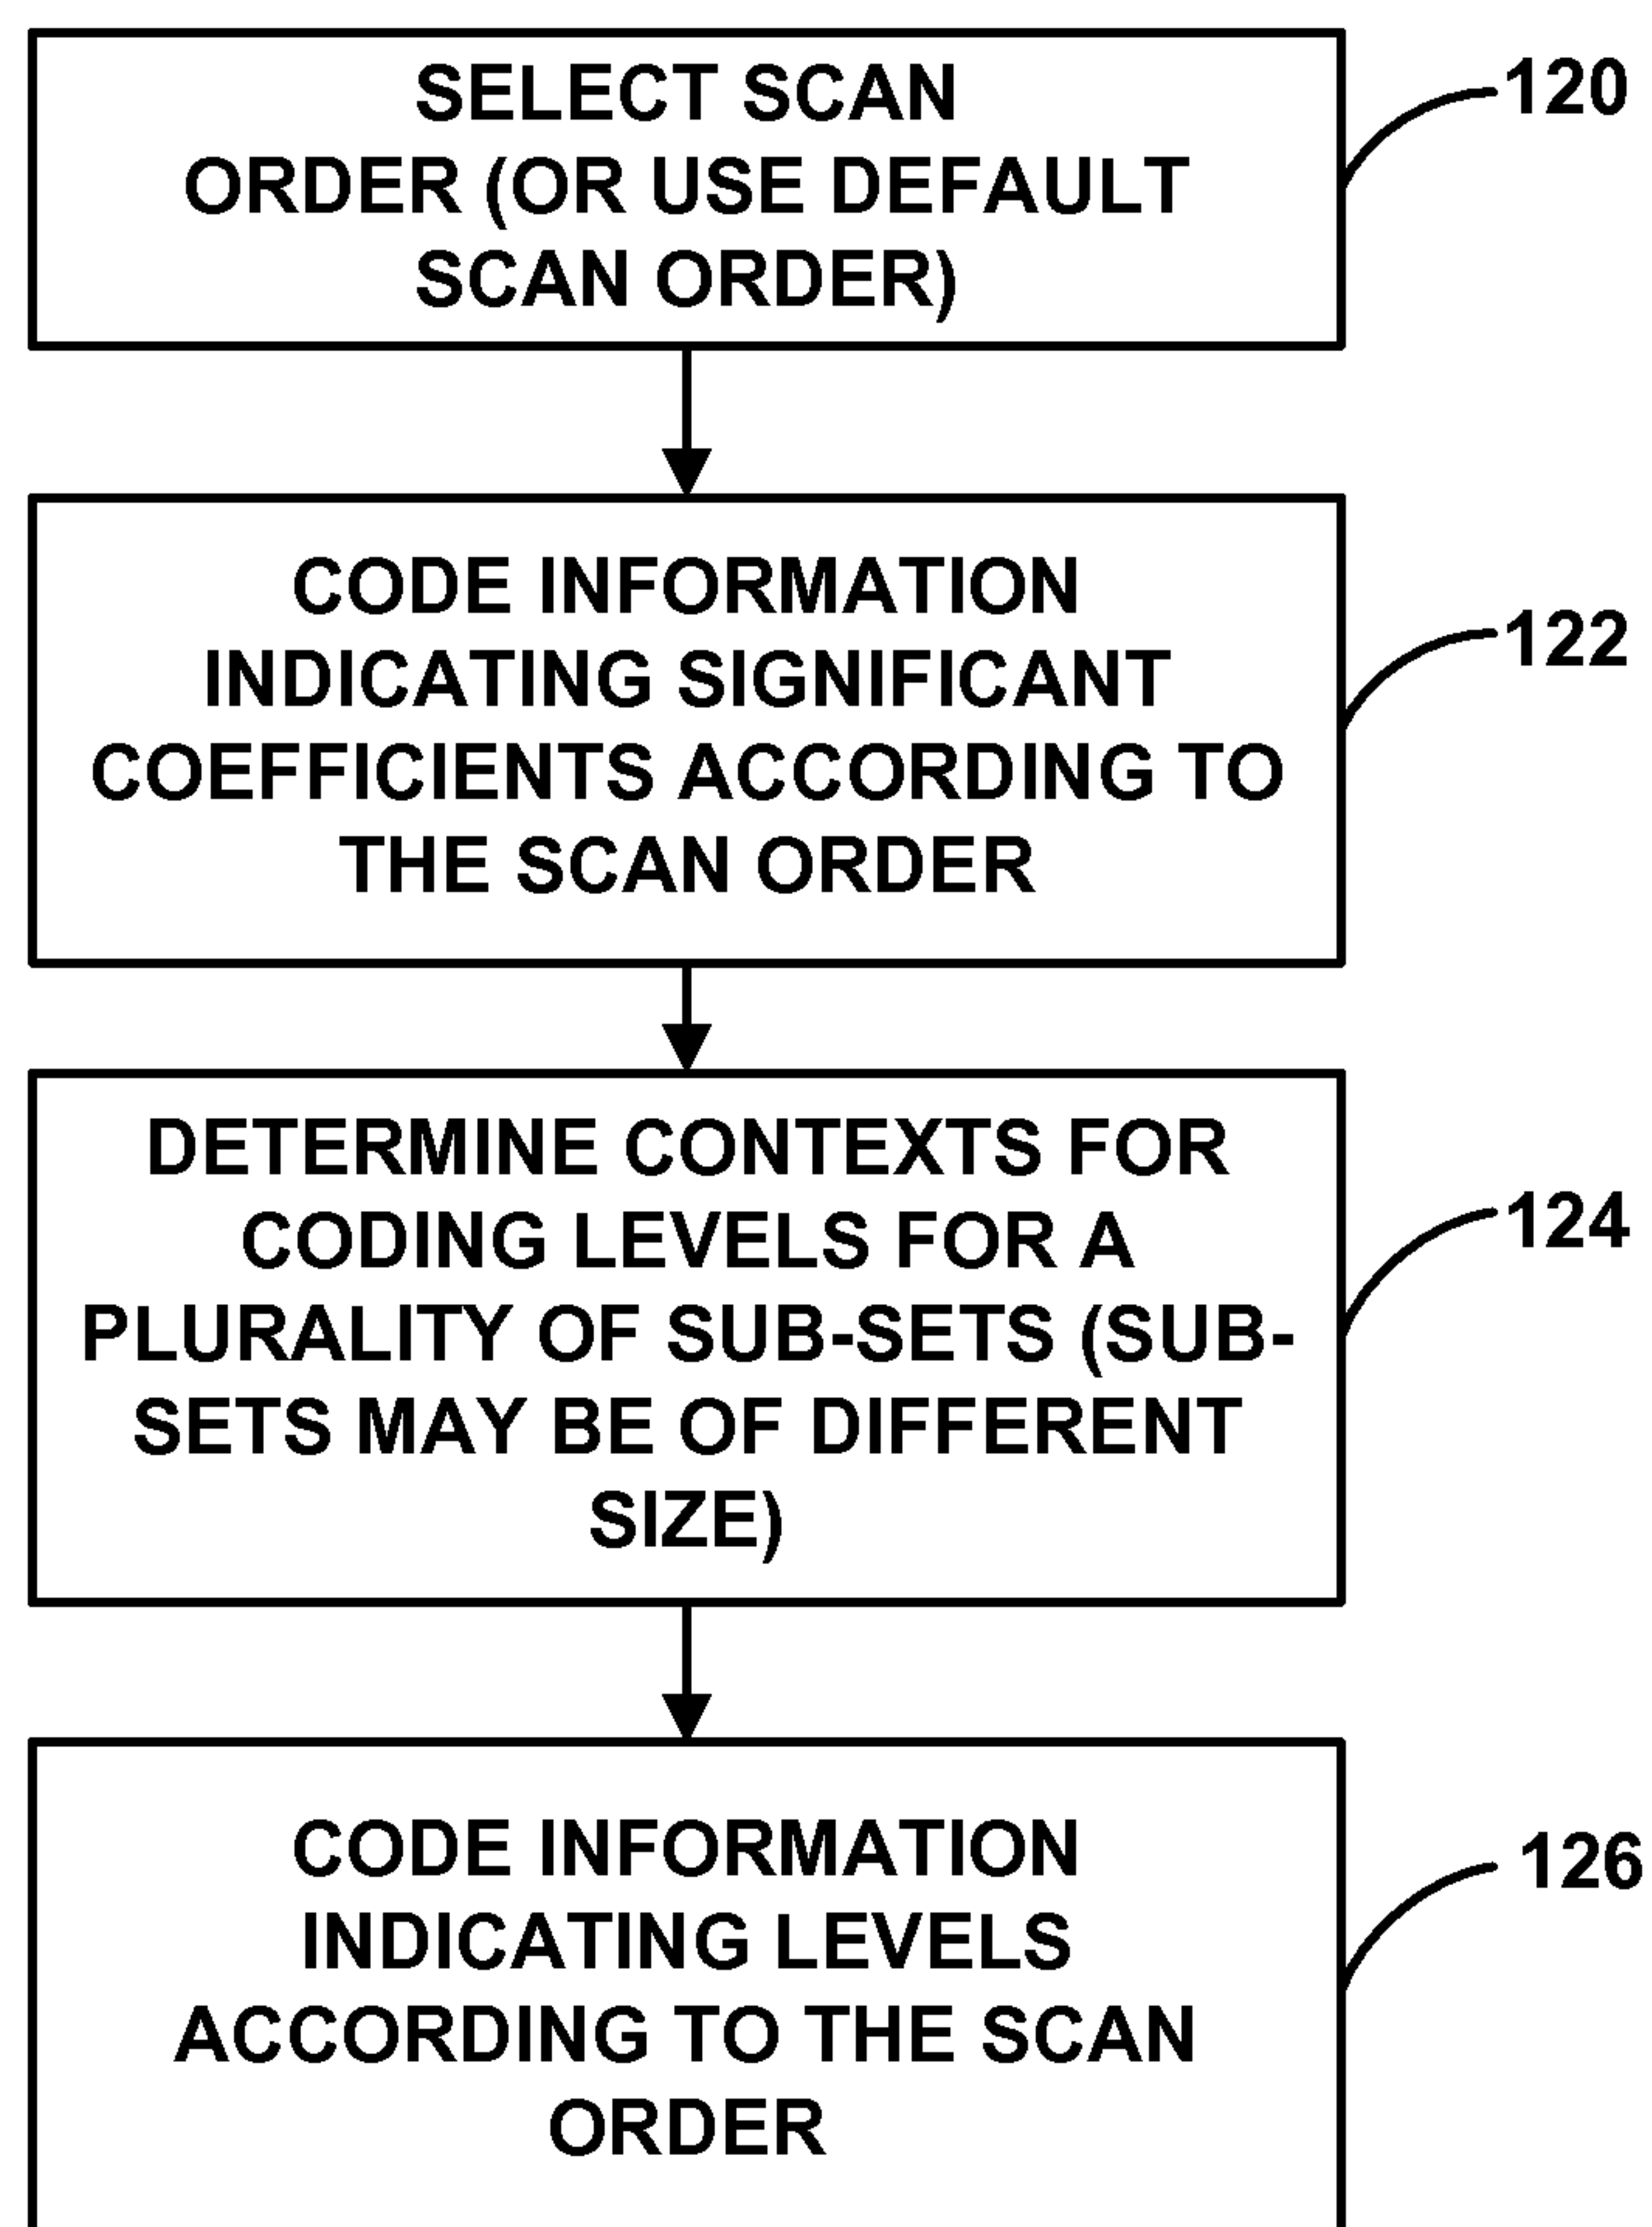 SELECT SCAN
ORDER (OR USE DEFAULT
SCAN ORDER)
120
CODE INFORMATION
INDICATING SIGNIFICANT
COEFFICIENTS ACCORDING TO
THE SCAN ORDER
122
DETERMINE CONTEXTS FOR
CODING LEVELS FOR A
PLURALITY OF SUB-SETS (SUB-
SETS MAY BE OF DIFFERENT
SIZE)
124
CODE INFORMATION
INDICATING LEVELS
ACCORDING TO THE SCAN
ORDER
126